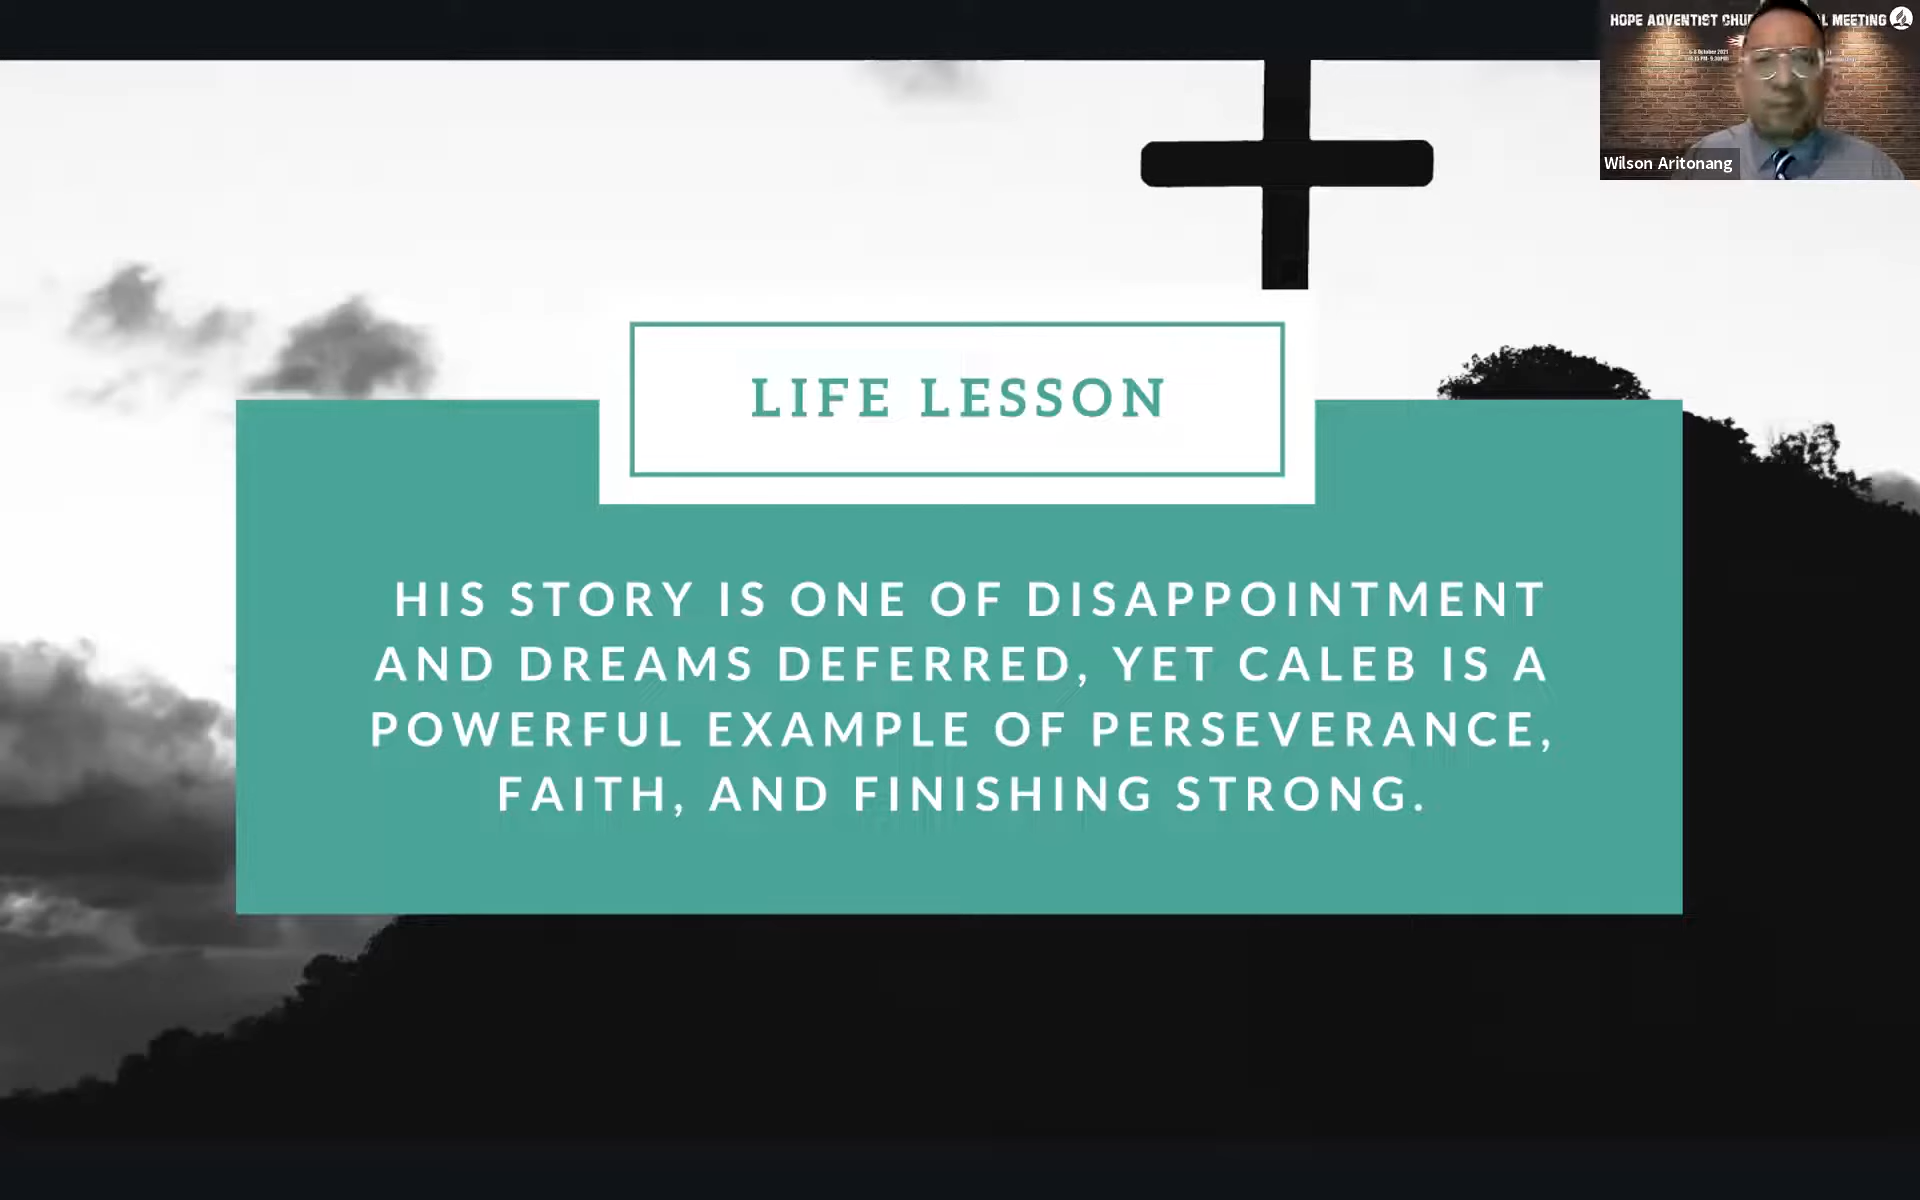 HOPE ADVENTIST CHU
L MEETING
Wilson Aritonang
LIFE LESSON
HIS STORY IS ONE OF DISAPPOINTMENT
AND DREAMS DEFERRED, YET CALEB IS A
POWERFUL EXAMPLE OF PERSEVERANCE,
FAITH, AND FINISHING STRONG.